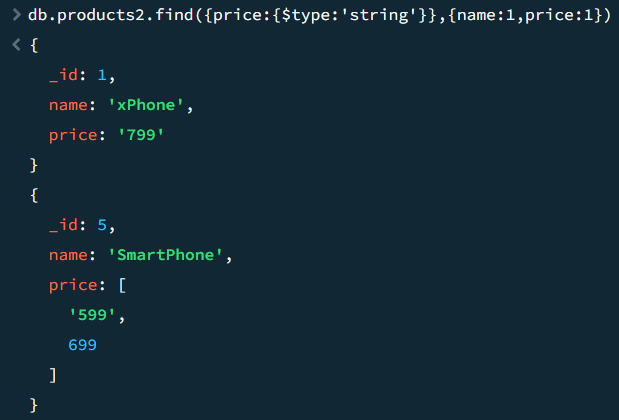 > db.products2.find({price:{$type:'string'}},{name:1,price:1})
< {
_id: 1,
name: 'xPhone',
price: '799'
}
{
_id: 5,
name: 'SmartPhone',
price: [
'599',
699
]
}